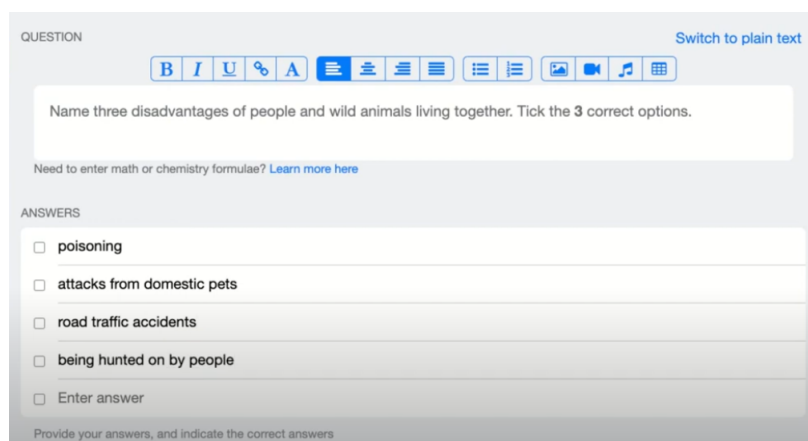 QUESTION
Switch to plain text
B I U A
Name three disadvantages of people and wild animals living together. Tick the 3 correct options.
Need to enter math or chemistry formulae? Learn more here
ANSWERS
poisoning
attacks from domestic pets
road traffic accidents
being hunted on by people
Enter answer
Provide your answers, and indicate the correct answers